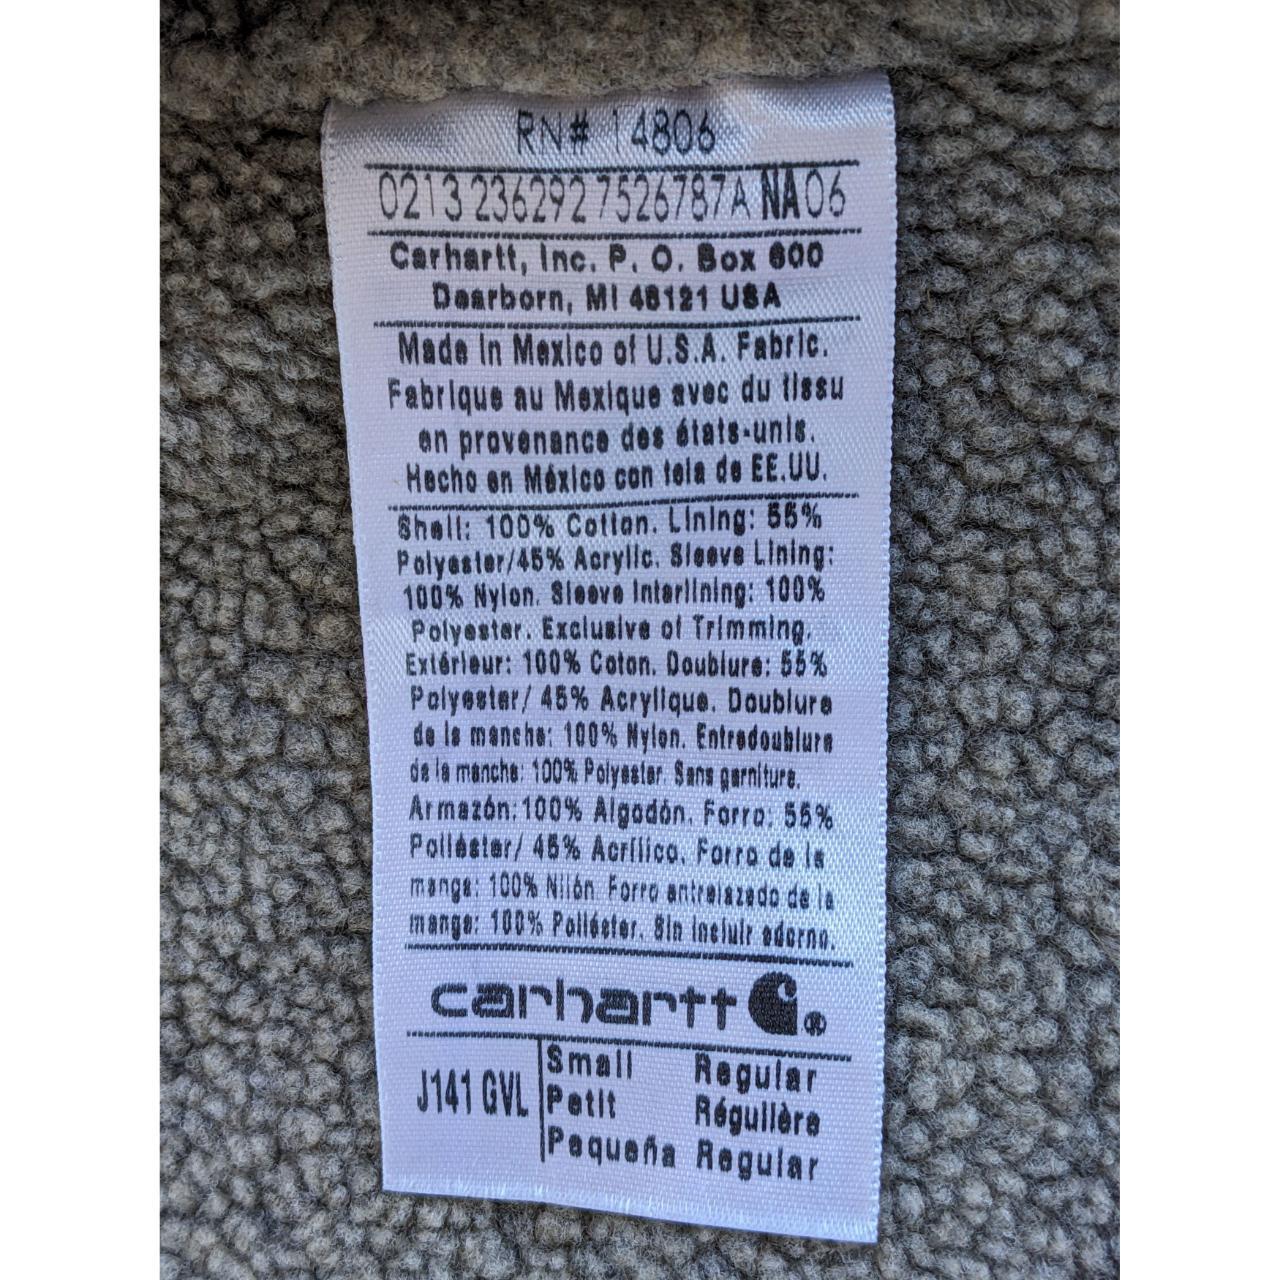 RN# 14806
0213 236292 7526787A NA06
Carhartt, Inc. P. O. Box 600
Dearborn, MI 48121 USA
Made in Mexico of U.S.A. Fabric.
Fabrique au Mexique avec du tissu
en provenance des états-unis.
Hecho en México con tela de EE.UU.
Shell: 100% Cotton. Lining: 55%
Polyester/45% Acrylic. Sleeve Lining:
100% Nylon. Sleeve Interlining: 100%
Polyester. Exclusive of Trimming.
Extérieur: 100% Coton. Doublure: 55%
Polyester/ 45% Acrylique. Doublure
de la manche: 100% Nylon. Entredoublure
de la manche: 100% Polyester. Sans garniture.
Armazón: 100% Algodón. Forro: 55%
Poliéster/ 45% Acrílico. Forro de la
manga: 100% Nilón. Forro entrelazado de la
manga: 100% Poliéster. Sin incluir adorno.
carhartt ®
J141 GVL
Small Regular
Petit Régulière
Pequeña Regular